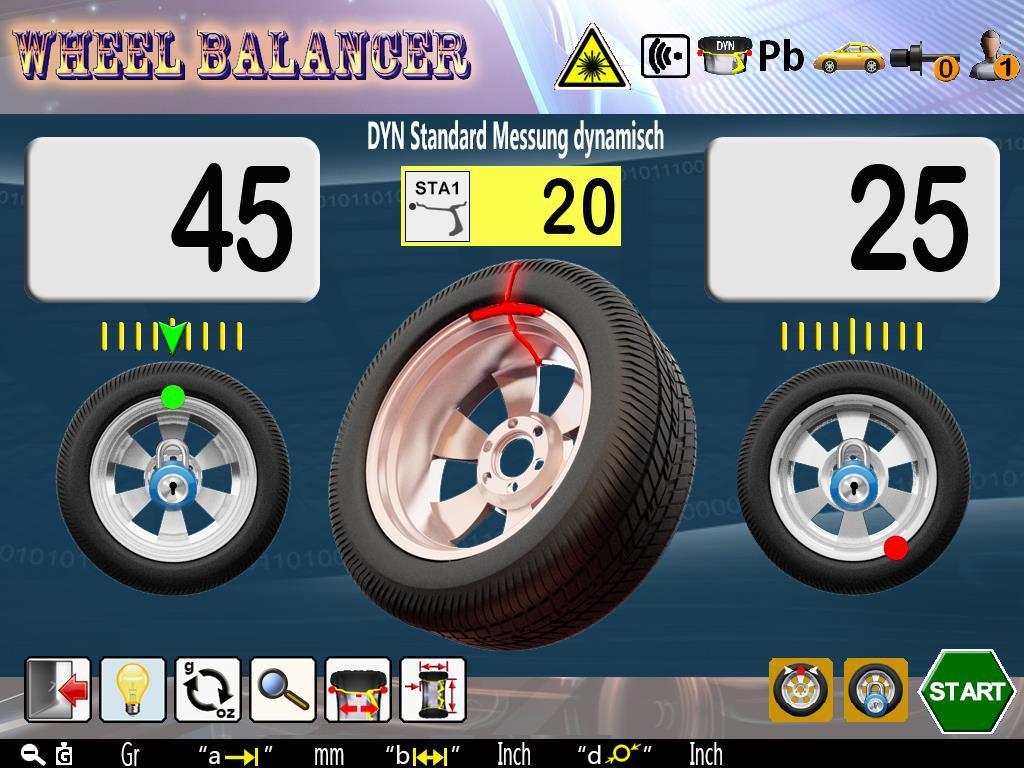 WHEEL BALANCER
DYN
Pb
0
1
DYN Standard Messung dynamisch
45
STA1
20
25
g
oz
START
G
Gr
“a ”
mm
“b ”
Inch
“d ”
Inch